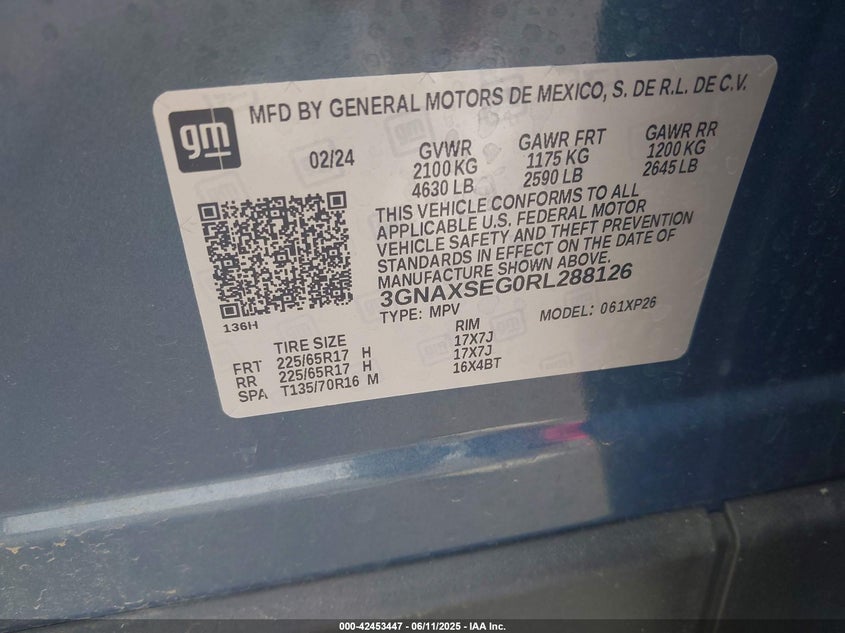 gm
MFD BY GENERAL MOTORS DE MEXICO, S. DE R.L. DE C.V.
02/24 GVWR GAWR FRT GAWR RR
2100 KG 1175 KG 1200 KG
4630 LB 2590 LB 2645 LB
THIS VEHICLE CONFORMS TO ALL
APPLICABLE U.S. FEDERAL MOTOR
VEHICLE SAFETY AND THEFT PREVENTION
STANDARDS IN EFFECT ON THE DATE OF
MANUFACTURE SHOWN ABOVE.
3GNAXSEG0RL288126
TYPE: MPV MODEL: 061XP26
136H
TIRE SIZE RIM
FRT 225/65R17 H 17X7J
RR 225/65R17 H 17X7J
SPA T135/70R16 M 16X4BT
000-42453447 - 06/11/2025 - IAA Inc.